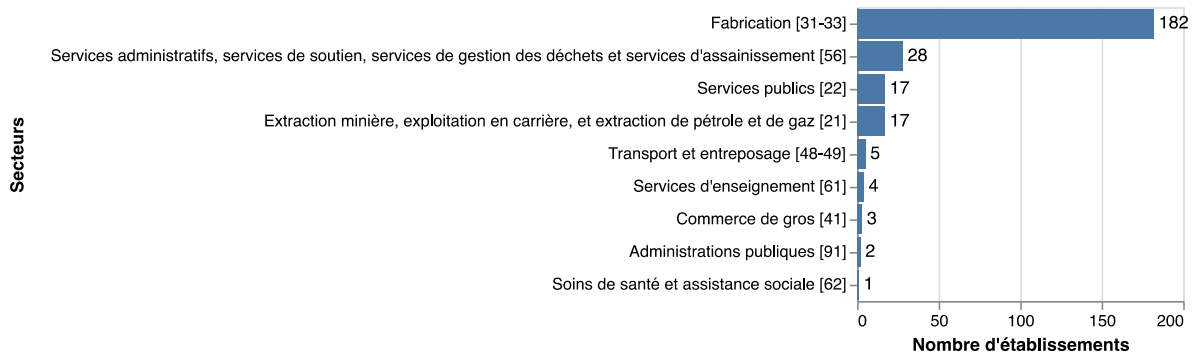 Fabrication [31-33] 182
Services administratifs, services de soutien, services de gestion des déchets et services d'assainissement [56] 28
Services publics [22] 17
Extraction minière, exploitation en carrière, et extraction de pétrole et de gaz [21] 17
Transport et entreposage [48-49] 5
Services d'enseignement [61] 4
Commerce de gros [41] 3
Administrations publiques [91] 2
Soins de santé et assistance sociale [62] 1
Secteurs
0 50 100 150 200
Nombre d'établissements